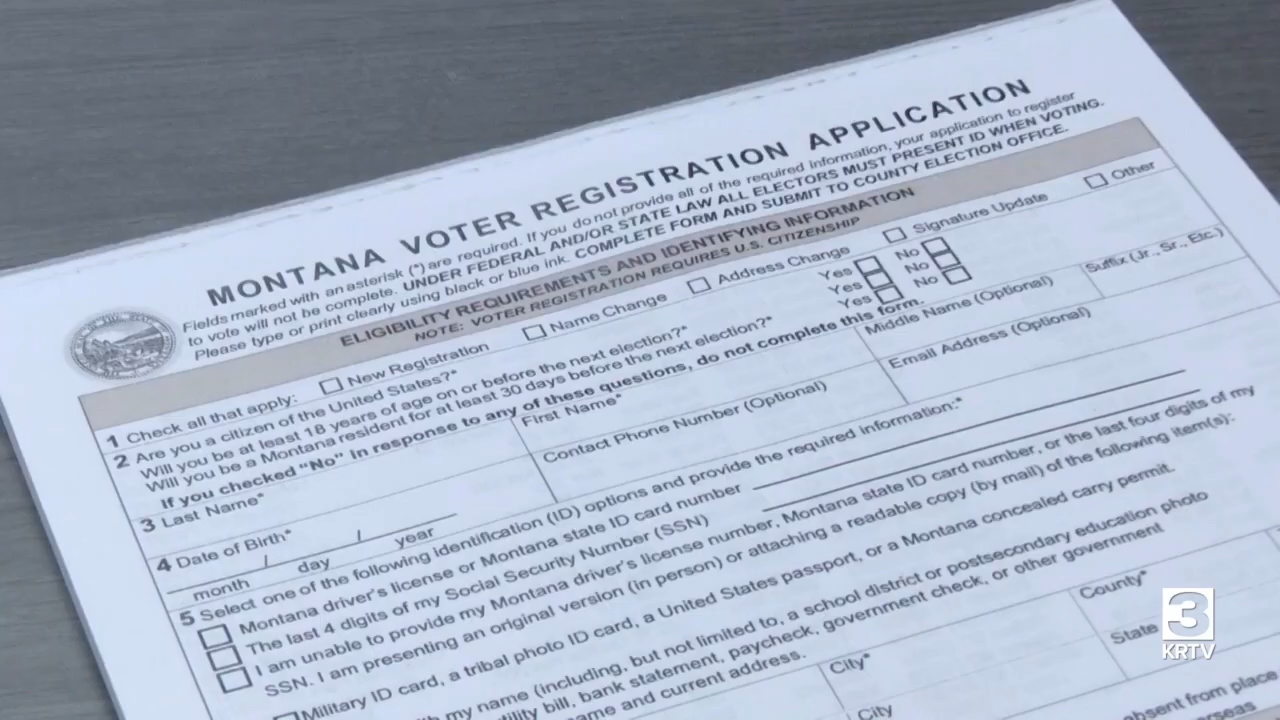 MONTANA VOTER REGISTRATION APPLICATION
Fields marked with an asterisk (*) are required. If you do not provide all of the required information, your application to register
to vote will not be complete. UNDER FEDERAL AND/OR STATE LAW ALL ELECTORS MUST PRESENT ID WHEN VOTING.
Please type or print clearly using black or blue ink. COMPLETE FORM AND SUBMIT TO COUNTY ELECTION OFFICE.
ELIGIBILITY REQUIREMENTS AND IDENTIFYING INFORMATION
NOTE: VOTER REGISTRATION REQUIRES U.S. CITIZENSHIP
1 Check all that apply: New Registration Name Change Address Change Signature Update Other
2 Are you a citizen of the United States?* Yes No
Will you be at least 18 years of age on or before the next election?* Yes No
Will you be a Montana resident for at least 30 days before the next election?* Yes No
If you checked "No" in response to any of these questions, do not complete this form.
3 Last Name* First Name* Middle Name (Optional) Suffix (Jr., Sr., Etc.)
4 Date of Birth* Contact Phone Number (Optional) Email Address (Optional)
/ /
month day year
5 Select one of the following identification (ID) options and provide the required information:*
Montana driver's license or Montana state ID card number
The last 4 digits of my Social Security Number (SSN)
I am unable to provide my Montana driver's license number, Montana state ID card number, or the last four digits of my
SSN. I am presenting an original version (in person) or attaching a readable copy (by mail) of the following item(s):
Military ID card, a tribal photo ID card, a United States passport, or a Montana concealed carry permit.
with my name (including, but not limited to, a school district or postsecondary education photo
utility bill, bank statement, paycheck, government check, or other government
name and current address.
City* County*
City State
absent from place
3
KRTV